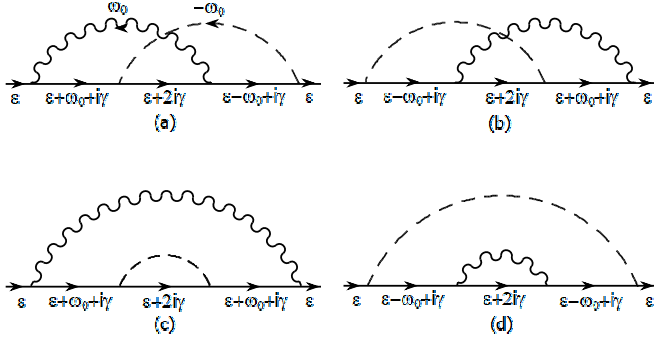 ω₀ −ω₀
ε ε+ω₀+iγ ε+2iγ ε−ω₀+iγ ε
(a)
ε ε−ω₀+iγ ε+2iγ ε+ω₀+iγ ε
(b)
ε ε+ω₀+iγ ε+2iγ ε+ω₀+iγ ε
(c)
ε ε−ω₀+iγ ε+2iγ ε−ω₀+iγ ε
(d)